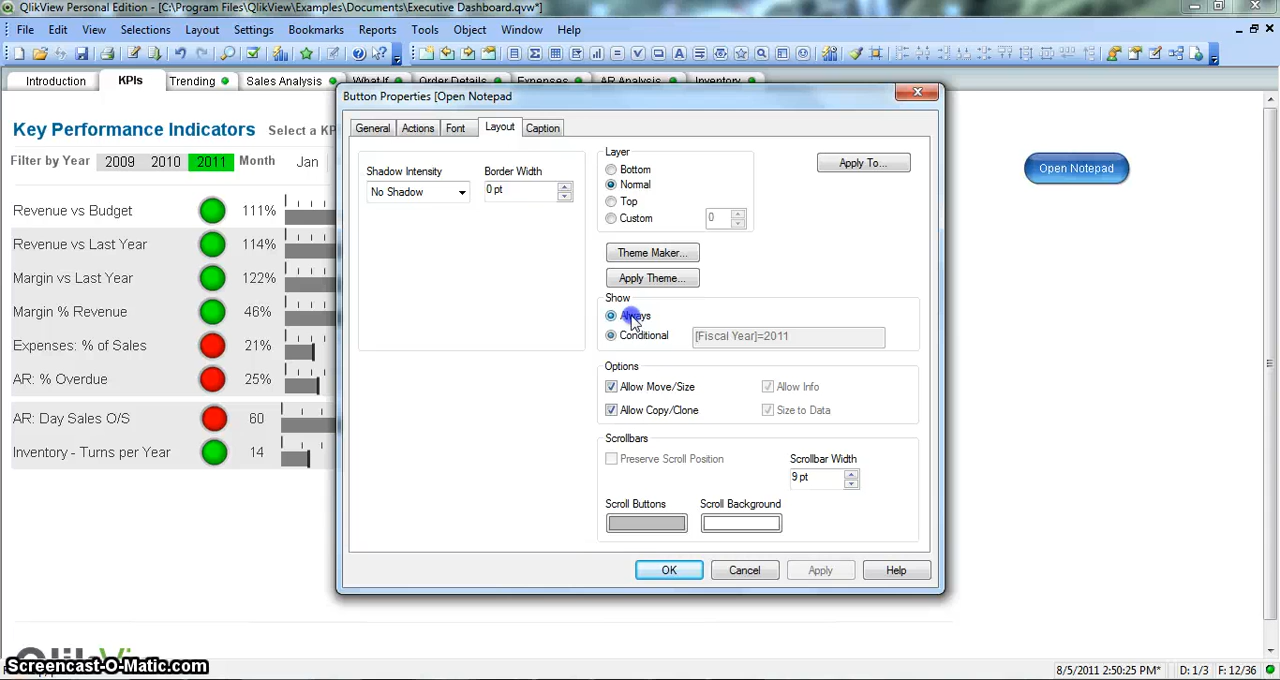 QlikView Personal Edition - [C:\Program Files\QlikView\Examples\Documents\Executive Dashboard.qvw*]
File Edit View Selections Layout Settings Bookmarks Reports Tools Object Window Help
Introduction KPIs Trending Sales Analysis What If Order Details Expenses AR Analysis Inventory
Button Properties [Open Notepad
General Actions Font Layout Caption
Key Performance Indicators Select a KP
Filter by Year 2009 2010 2011 Month Jan
Revenue vs Budget 111%
Revenue vs Last Year 114%
Margin vs Last Year 122%
Margin % Revenue 46%
Expenses: % of Sales 21%
AR: % Overdue 25%
AR: Day Sales O/S 60
Inventory - Turns per Year 14
Shadow Intensity
No Shadow
Border Width
0 pt
Layer
Bottom
Normal
Top
Custom 0
Apply To...
Theme Maker...
Apply Theme...
Show
Always
Conditional [Fiscal Year]=2011
Options
Allow Move/Size Allow Info
Allow Copy/Clone Size to Data
Scrollbars
Preserve Scroll Position
Scrollbar Width
9 pt
Scroll Buttons Scroll Background
OK Cancel Apply Help
Open Notepad
Screencast-O-Matic.com
8/5/2011 2:50:25 PM* D: 1/3 F: 12/36